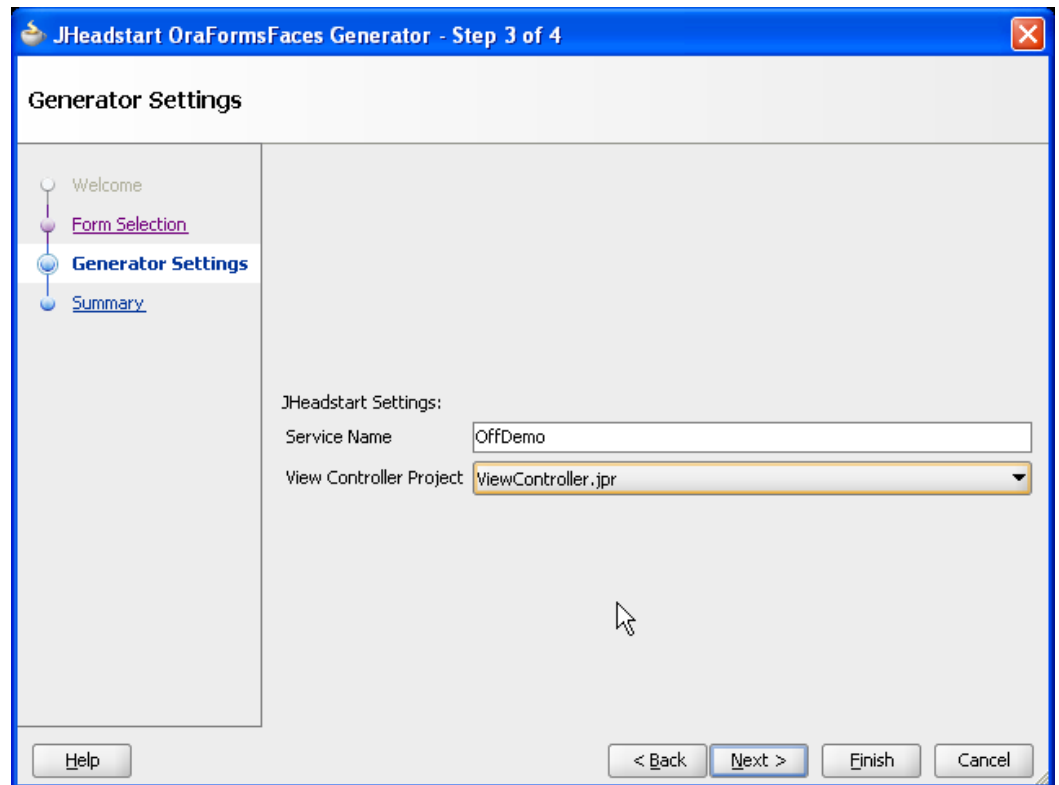 JHeadstart OraFormsFaces Generator - Step 3 of 4
Generator Settings
Welcome
Form Selection
Generator Settings
Summary
JHeadstart Settings:
Service Name OffDemo
View Controller Project ViewController.jpr
Help < Back Next > Finish Cancel